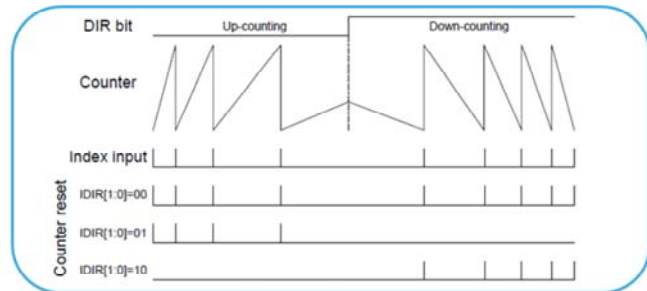 DIR bit
Up-counting
Down-counting
Counter
Index input
Counter reset
IDIR[1:0]=00
IDIR[1:0]=01
IDIR[1:0]=10